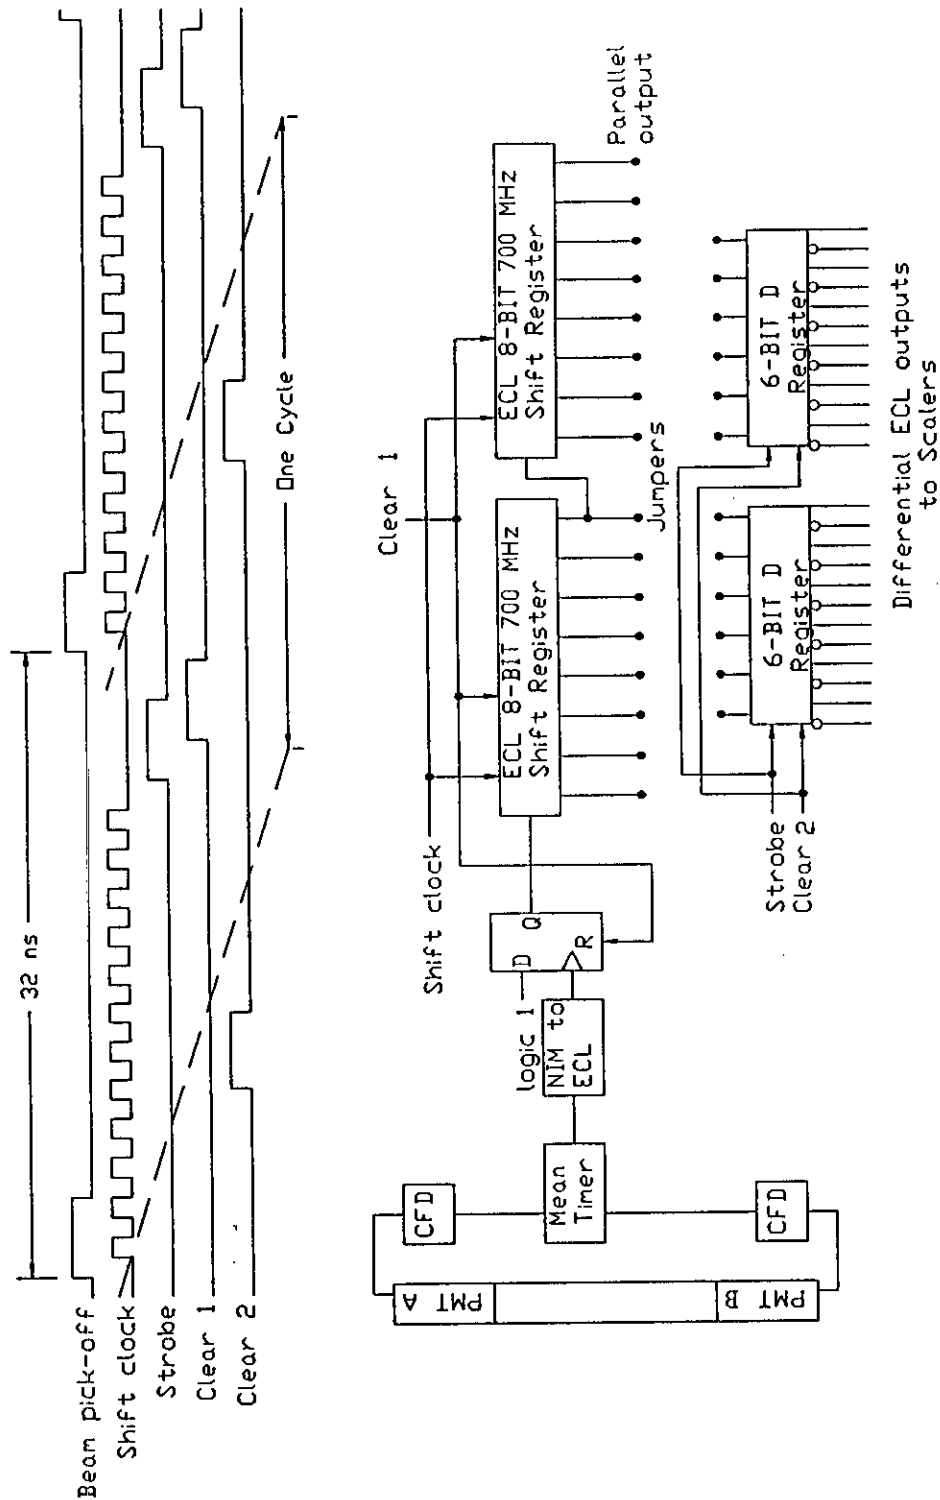 32 ns
Beam pick-off
Shift clock
Strobe
Clear 1
Clear 2
One Cycle
Clear 1
Shift clock
ECL 8-BIT 700 MHz
Shift Register
ECL 8-BIT 700 MHz
Shift Register
Parallel
output
Jumpers
PMT A
PMT B
CFD
CFD
Mean
Timer
NIM to
ECL
logic 1
D
Q
R
Strobe
Clear 2
6-BIT D
Register
6-BIT D
Register
Differential ECL outputs
to Scalers